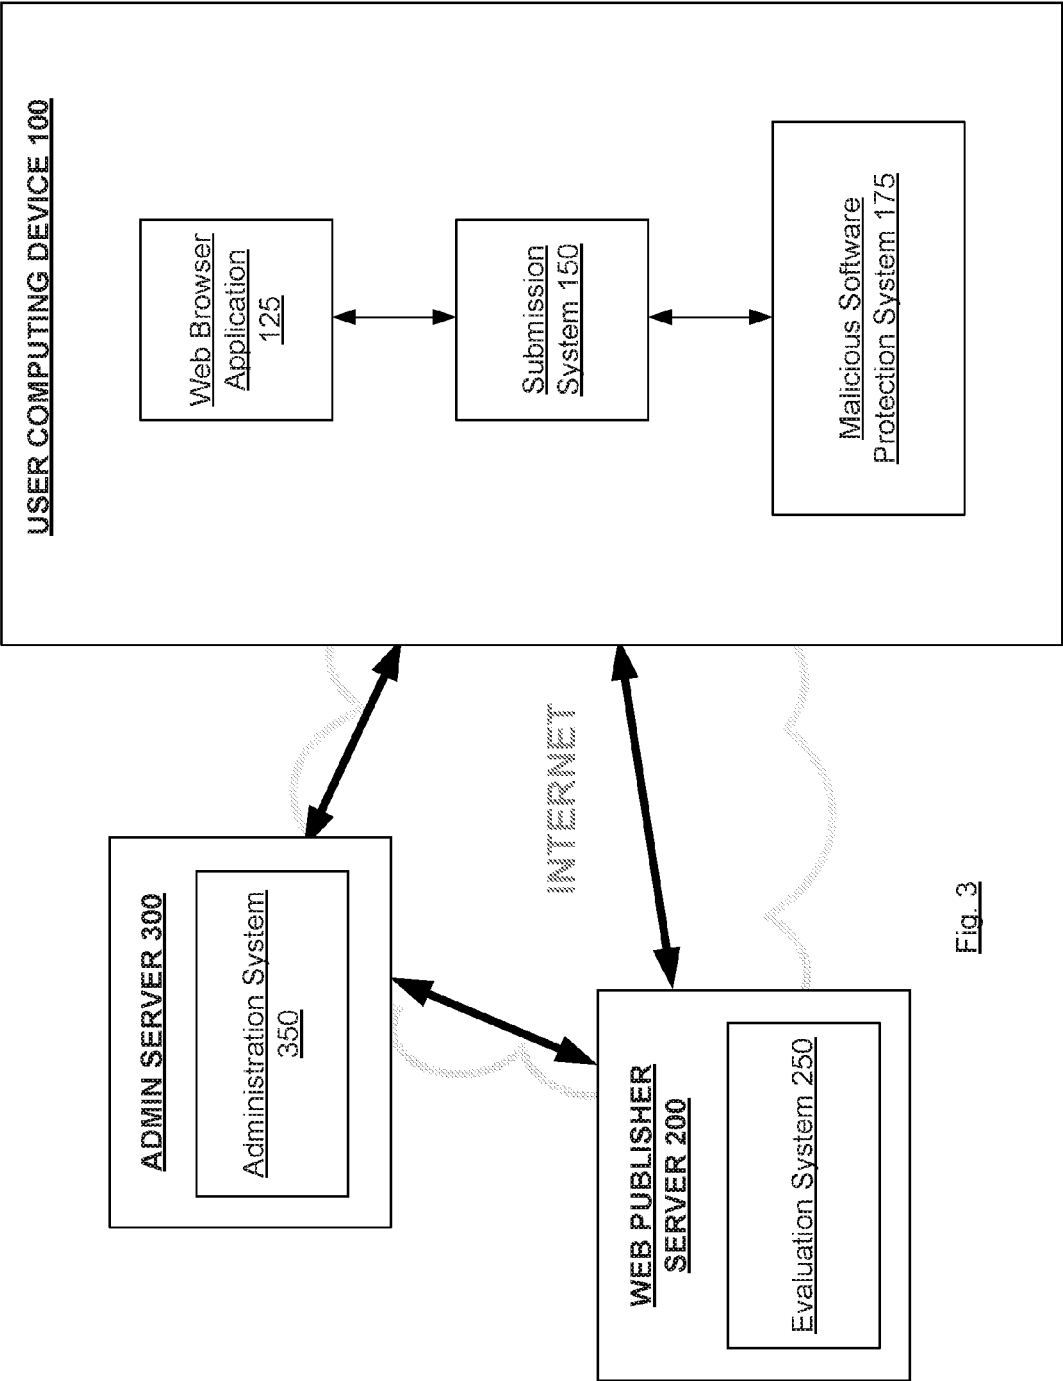 USER COMPUTING DEVICE 100
Web Browser
Application
125
Submission
System 150
Malicious Software
Protection System 175
INTERNET
ADMIN SERVER 300
Administration System
350
WEB PUBLISHER
SERVER 200
Evaluation System 250
Fig. 3